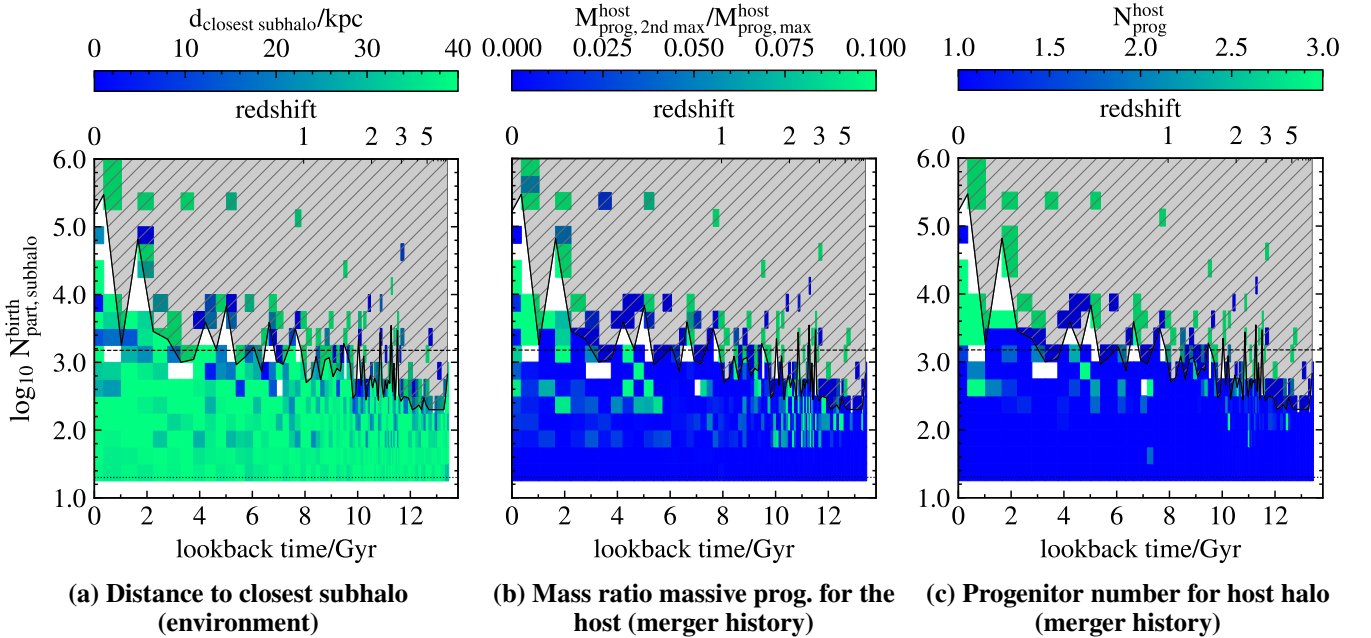 d_closest subhalo/kpc
0 10 20 30 40
redshift
0 1 2 3 5
log10 N^birth_part, subhalo
6.0
5.0
4.0
3.0
2.0
1.0
0 2 4 6 8 10 12
lookback time/Gyr
(a) Distance to closest subhalo
(environment)
M^host_prog, 2nd max/M^host_prog, max
0.000 0.025 0.050 0.075 0.100
redshift
0 1 2 3 5
0 2 4 6 8 10 12
lookback time/Gyr
(b) Mass ratio massive prog. for the
host (merger history)
N^host_prog
1.0 1.5 2.0 2.5 3.0
redshift
0 1 2 3 5
6.0
5.0
4.0
3.0
2.0
1.0
0 2 4 6 8 10 12
lookback time/Gyr
(c) Progenitor number for host halo
(merger history)